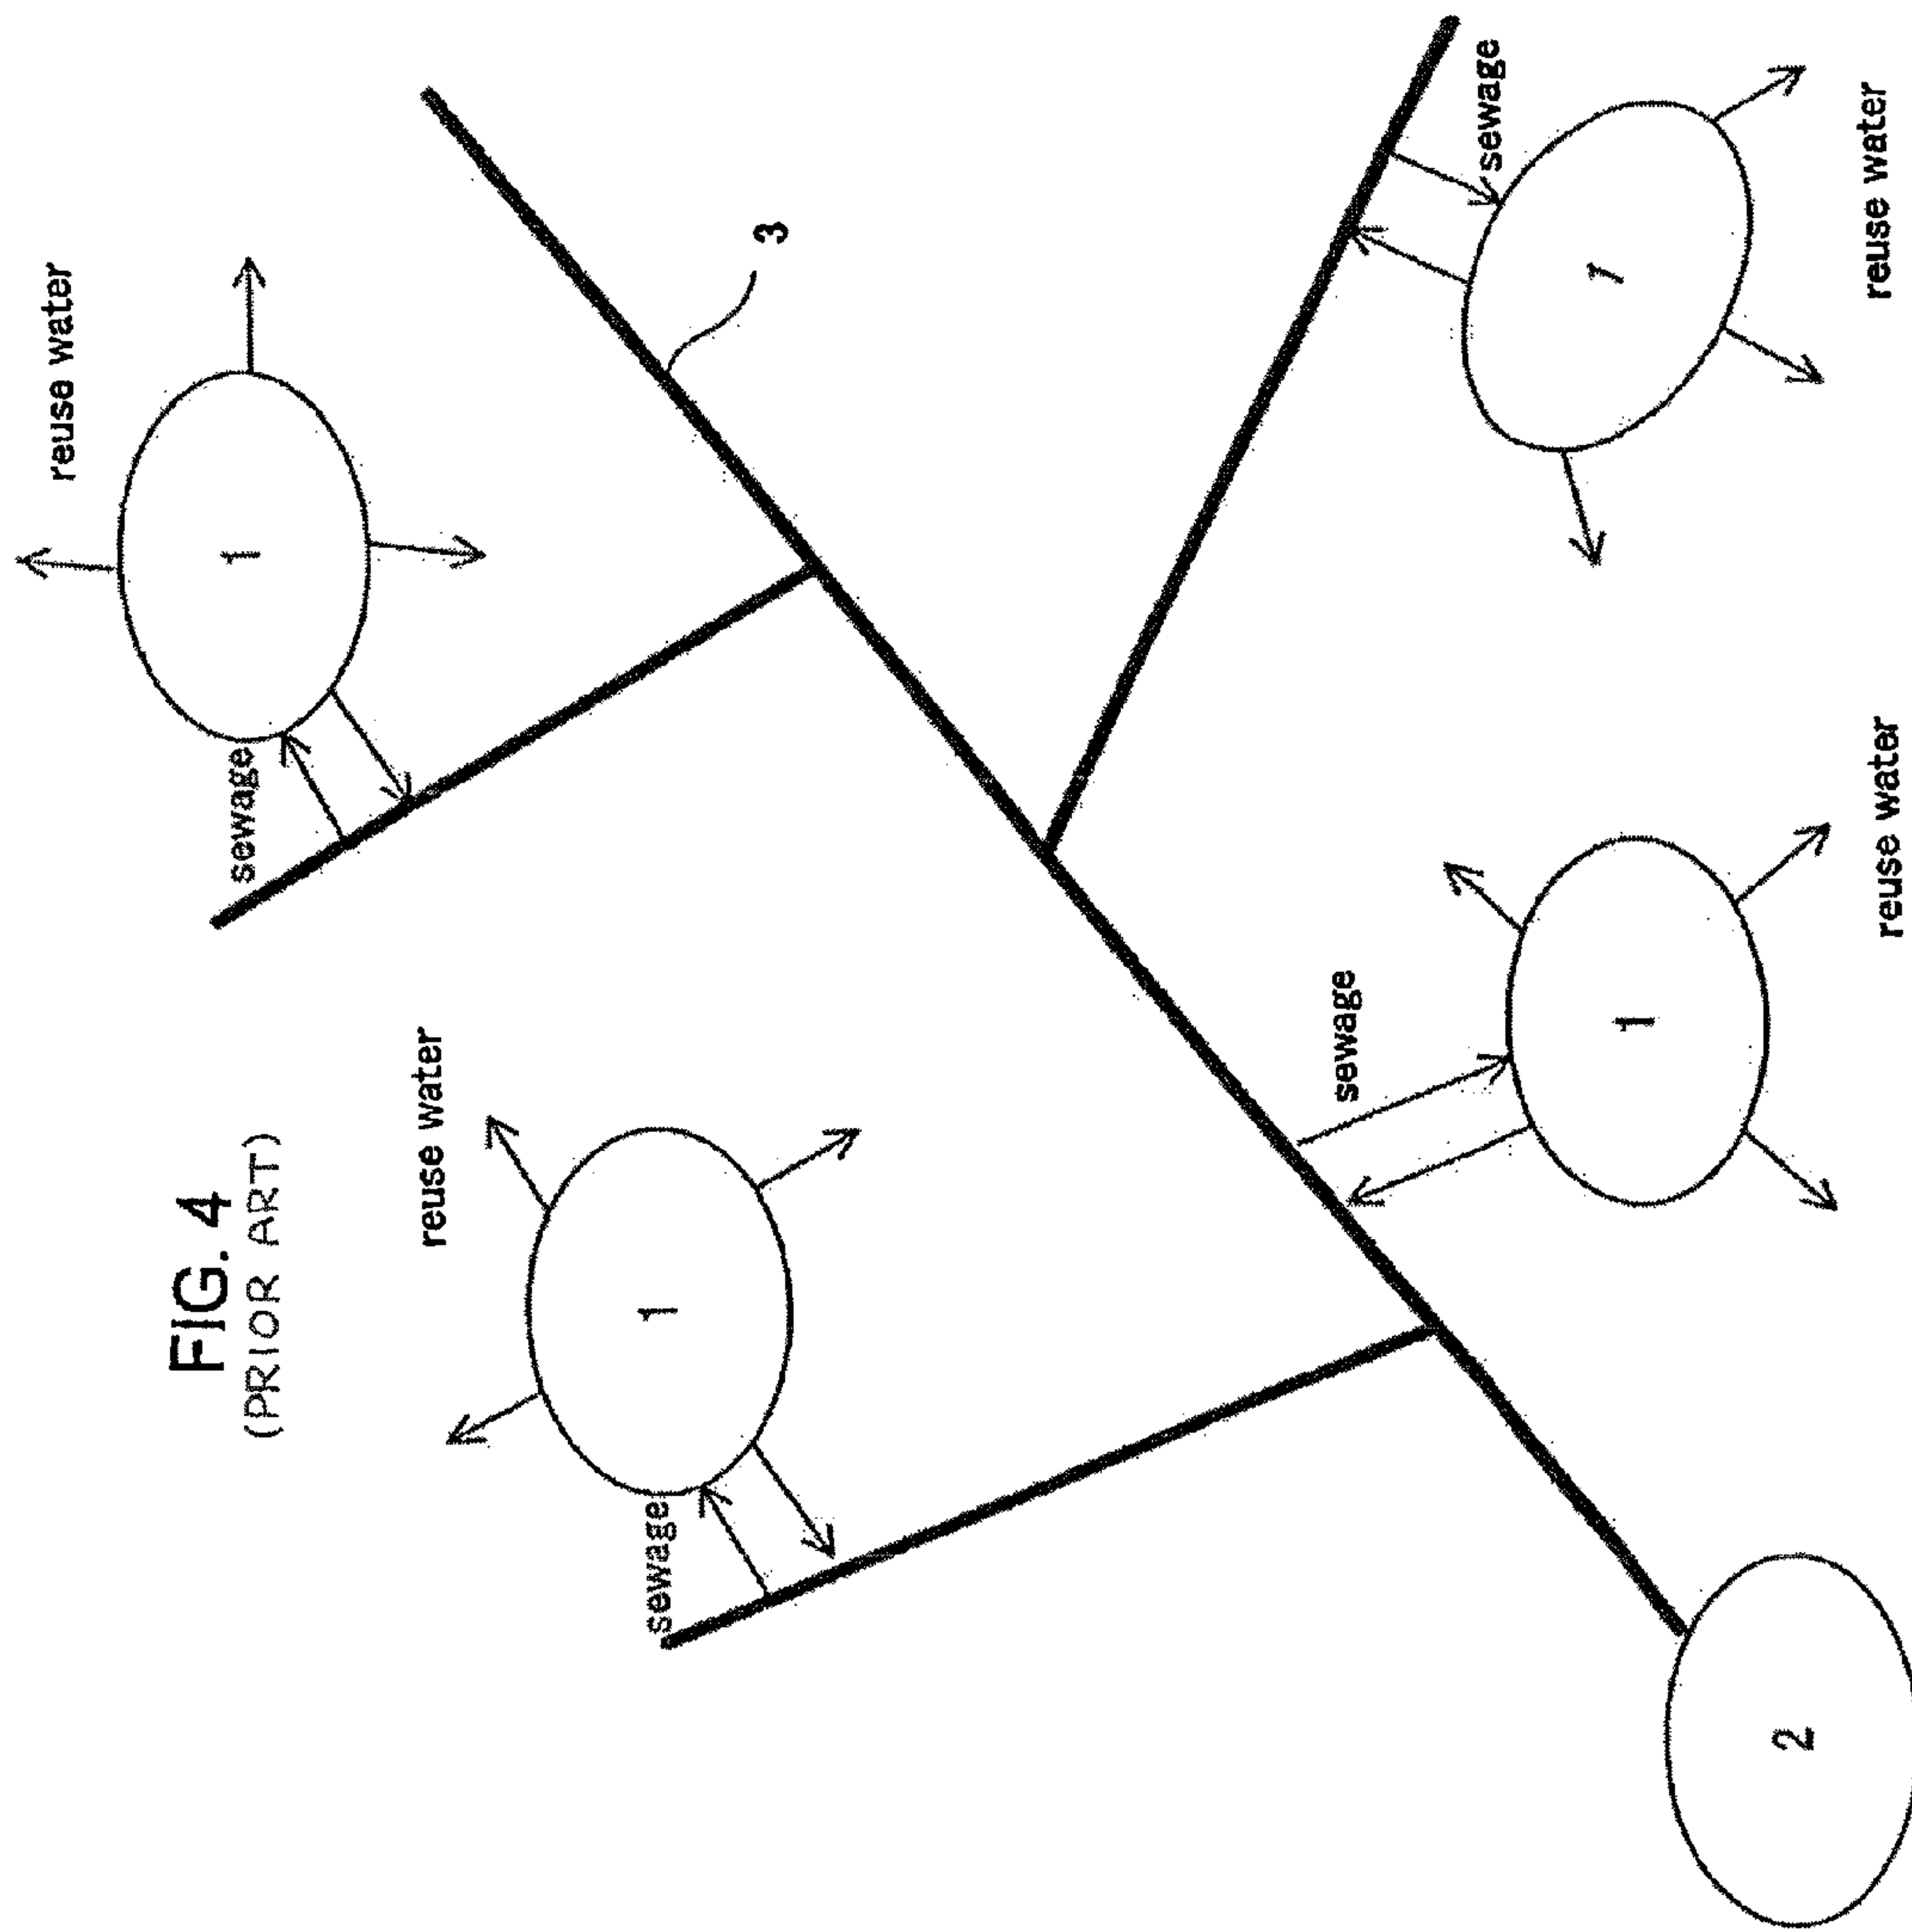 FIG. 4
(PRIOR ART)
reuse water
1
sewage
reuse water
1
sewage
3
sewage
1
reuse water
sewage
1
reuse water
2